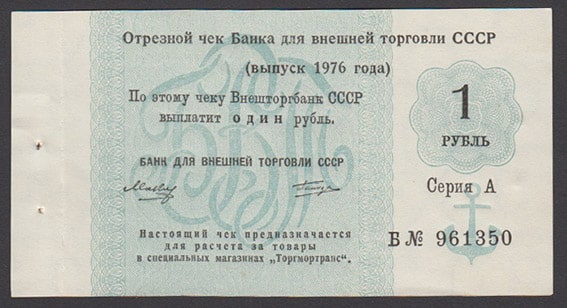 Отрезной чек Банка для внешней торговли СССР
(выпуск 1976 года)
По этому чеку Внешторгбанк СССР
выплатит один рубль.
БАНК ДЛЯ ВНЕШНЕЙ ТОРГОВЛИ СССР
Настоящий чек предназначается
для расчета за товары
в специальных магазинах „Торгмортранс“.
1
РУБЛЬ
Серия А
Б № 961350